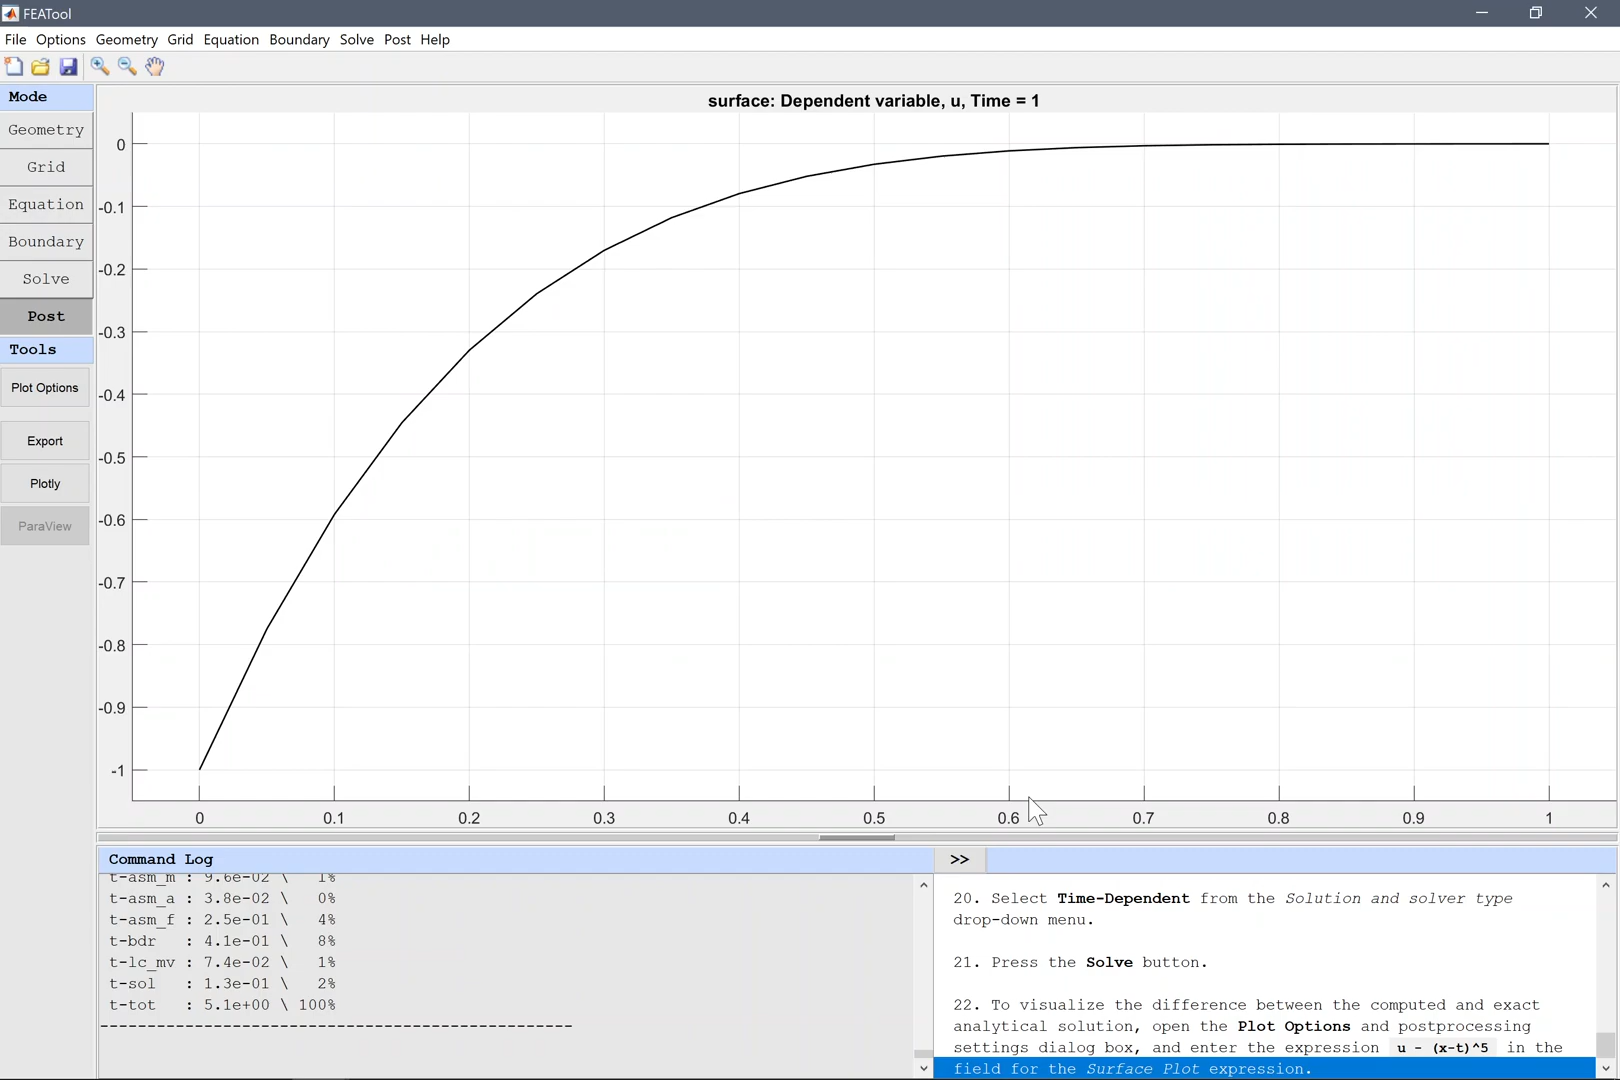 FEATool
File Options Geometry Grid Equation Boundary Solve Post Help
Mode
Geometry
Grid
Equation
Boundary
Solve
Post
Tools
Plot Options
Export
Plotly
ParaView
surface: Dependent variable, u, Time = 1
0
-0.1
-0.2
-0.3
-0.4
-0.5
-0.6
-0.7
-0.8
-0.9
-1
0 0.1 0.2 0.3 0.4 0.5 0.6 0.7 0.8 0.9 1
Command Log
t-asm_m : 9.6e-02 \ 1%
t-asm_a : 3.8e-02 \ 0%
t-asm_f : 2.5e-01 \ 4%
t-bdr : 4.1e-01 \ 8%
t-lc_mv : 7.4e-02 \ 1%
t-sol : 1.3e-01 \ 2%
t-tot : 5.1e+00 \ 100%
--------------------------------------------------
>>
20. Select Time-Dependent from the Solution and solver type
drop-down menu.
21. Press the Solve button.
22. To visualize the difference between the computed and exact
analytical solution, open the Plot Options and postprocessing
settings dialog box, and enter the expression u - (x-t)^5 in the
field for the Surface Plot expression.